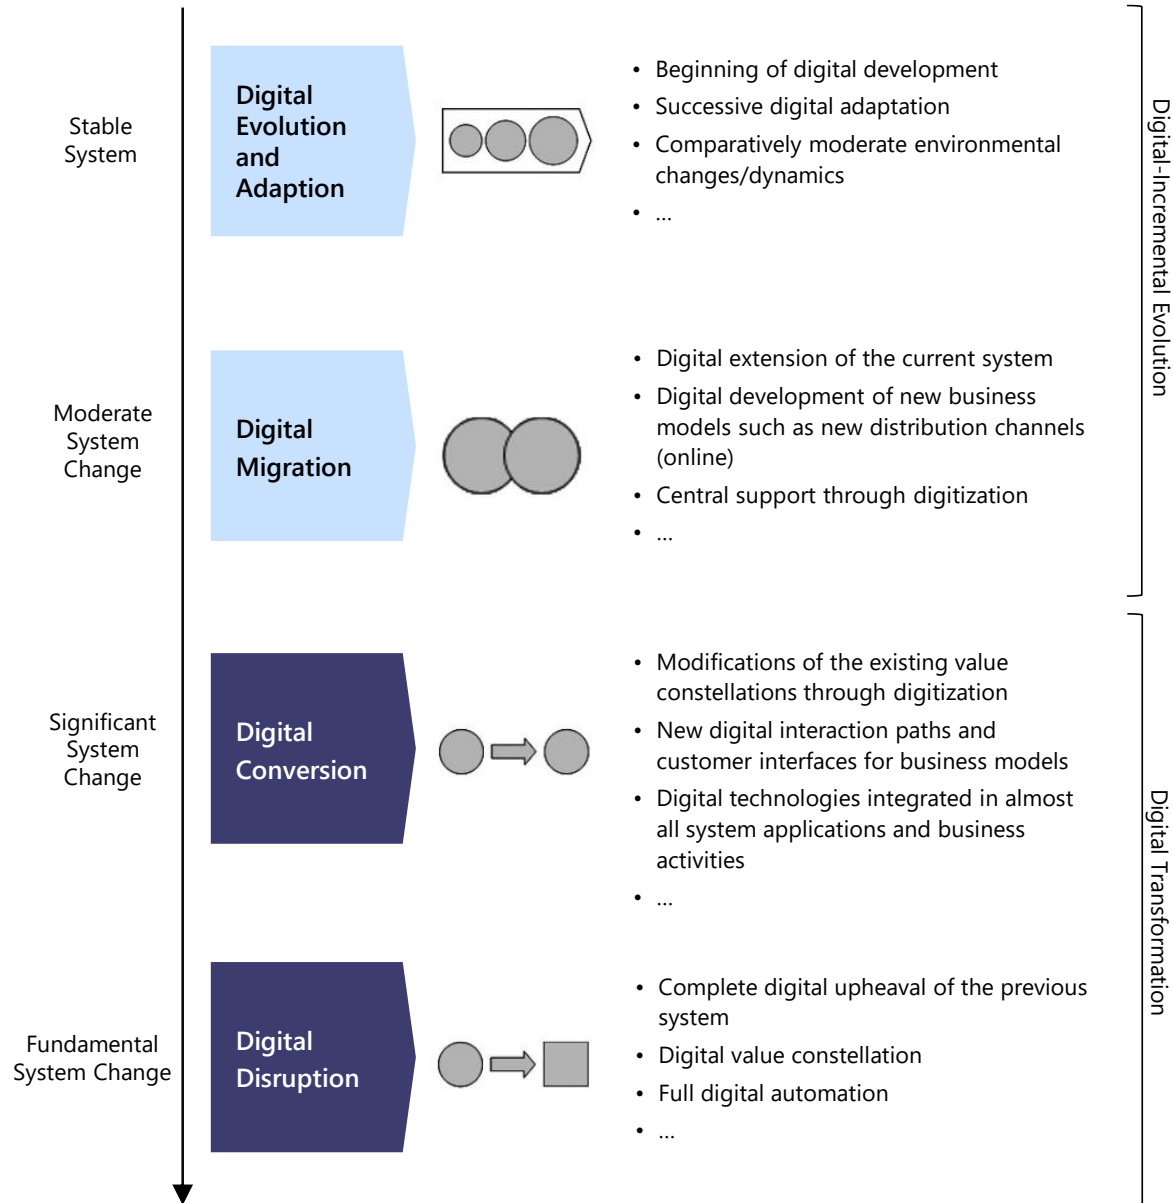 Stable
System
Digital
Evolution
and
Adaption
• Beginning of digital development
• Successive digital adaptation
• Comparatively moderate environmental
changes/dynamics
• ...
Digital-Incremental Evolution
Moderate
System
Change
Digital
Migration
• Digital extension of the current system
• Digital development of new business
models such as new distribution channels
(online)
• Central support through digitization
• ...
Significant
System
Change
Digital
Conversion
• Modifications of the existing value
constellations through digitization
• New digital interaction paths and
customer interfaces for business models
• Digital technologies integrated in almost
all system applications and business
activities
• ...
Digital Transformation
Fundamental
System Change
Digital
Disruption
• Complete digital upheaval of the previous
system
• Digital value constellation
• Full digital automation
• ...